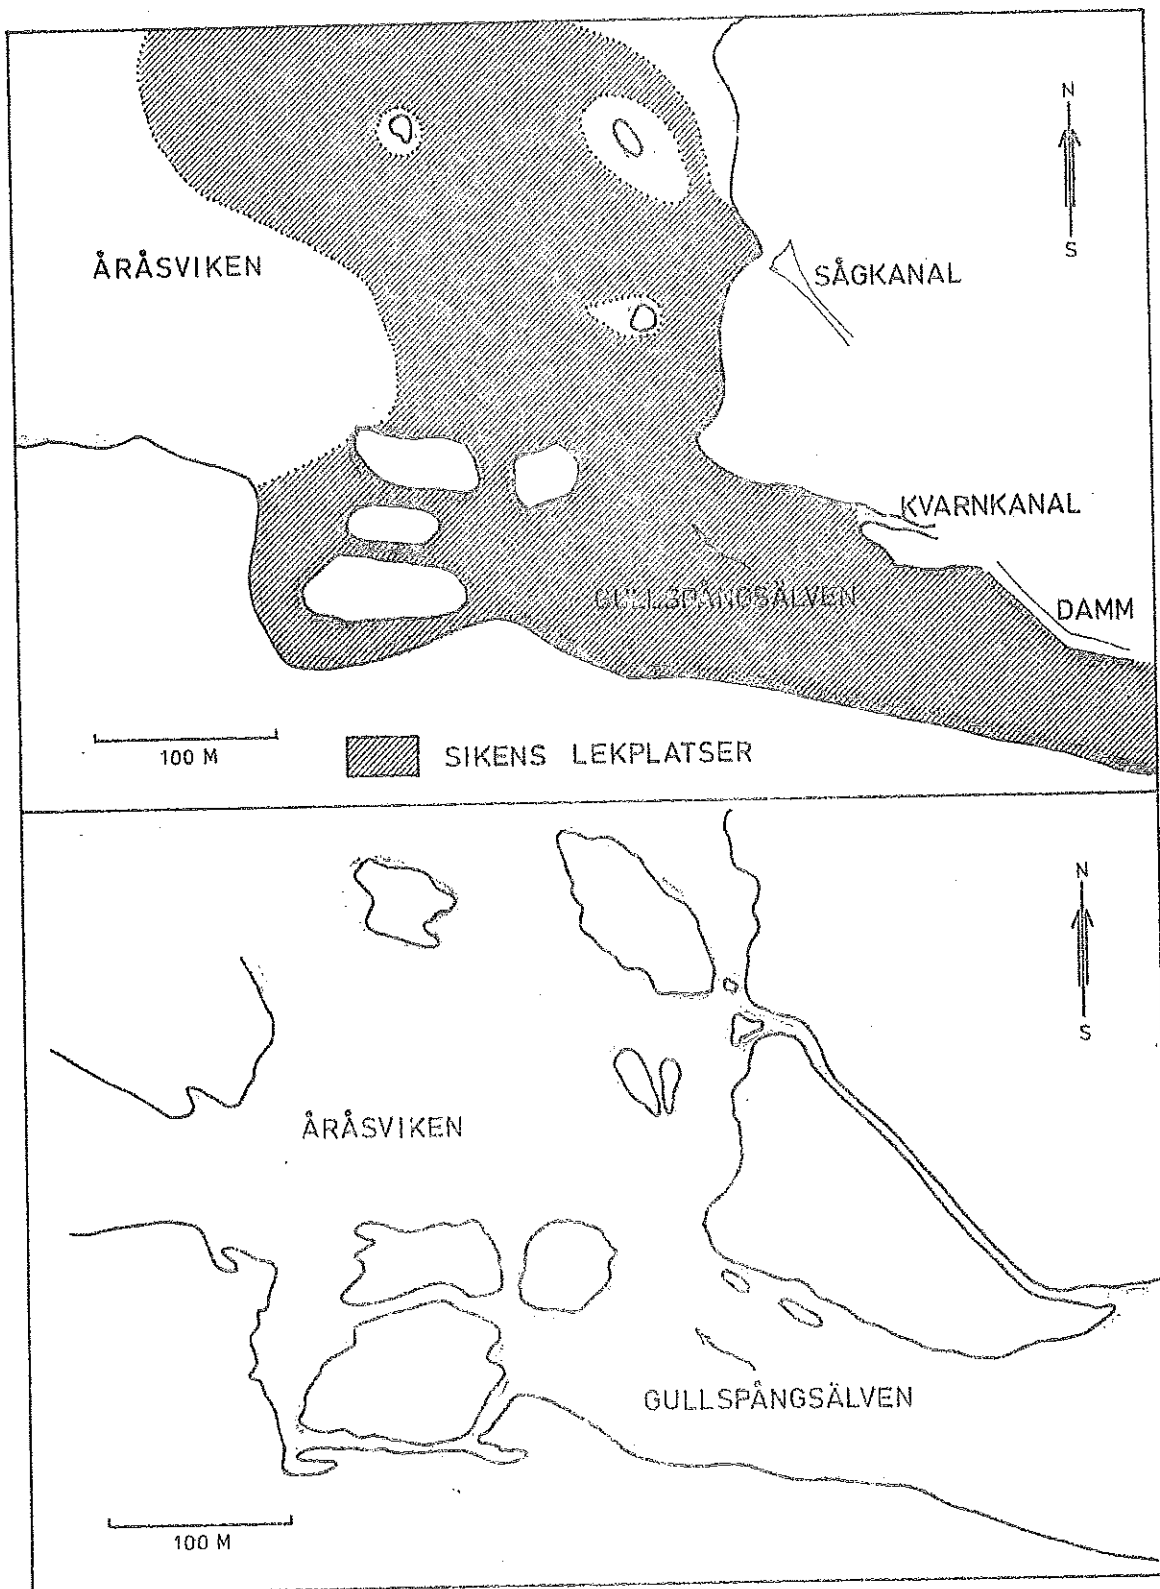 N
S
ÅRÅSVIKEN
SÅGKANAL
KVARNKANAL
GULLSPÅNGSÄLVEN
DAMM
100 M
SIKENS LEKPLATSER
N
S
ÅRÅSVIKEN
GULLSPÅNGSÄLVEN
100 M